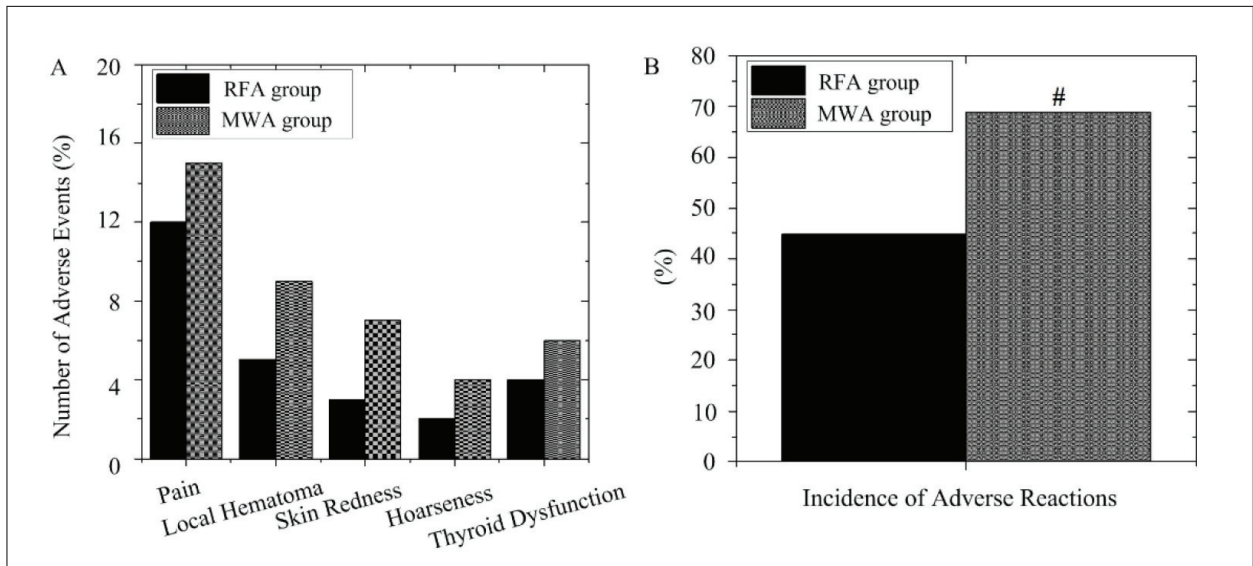 A
Number of Adverse Events (%)
20
16
12
8
4
0
RFA group
MWA group
Pain
Local Hematoma
Skin Redness
Hoarseness
Thyroid Dysfunction
B
(%)
80
70
60
50
40
30
20
10
0
RFA group
MWA group
#
Incidence of Adverse Reactions